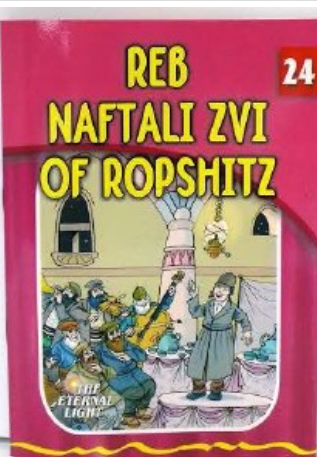 REB
24
NAFTALI ZVI
OF ROPSHITZ
THE
ETERNAL
LIGHT